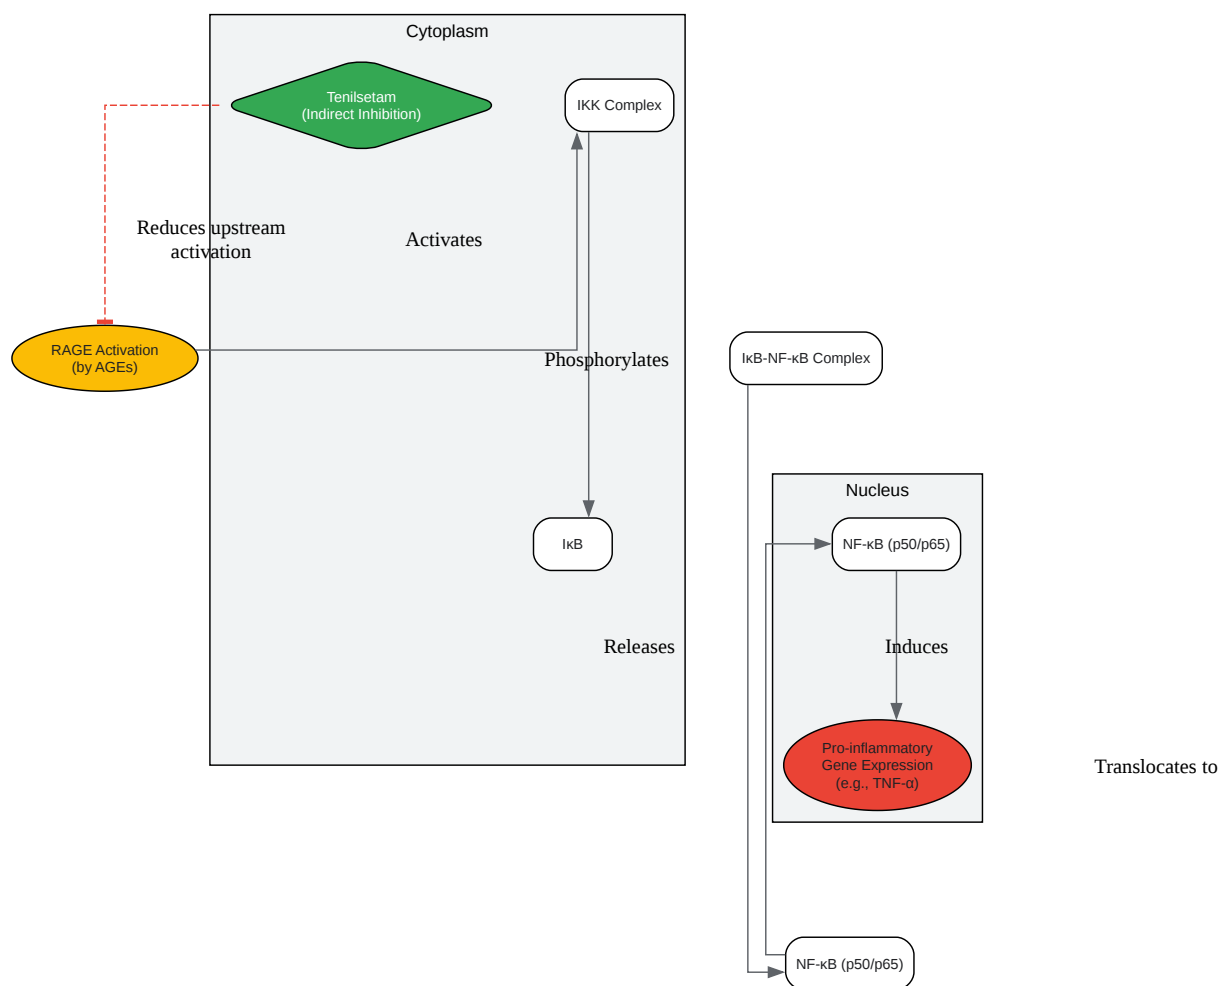 Cytoplasm
Tenilsetam
(Indirect Inhibition)
IKK Complex
Reduces upstream
activation
Activates
RAGE Activation
(by AGEs)
Phosphorylates
IκB-NF-κB Complex
Nucleus
IκB
NF-κB (p50/p65)
Releases
Induces
Pro-inflammatory
Gene Expression
(e.g., TNF-α)
Translocates to
NF-κB (p50/p65)